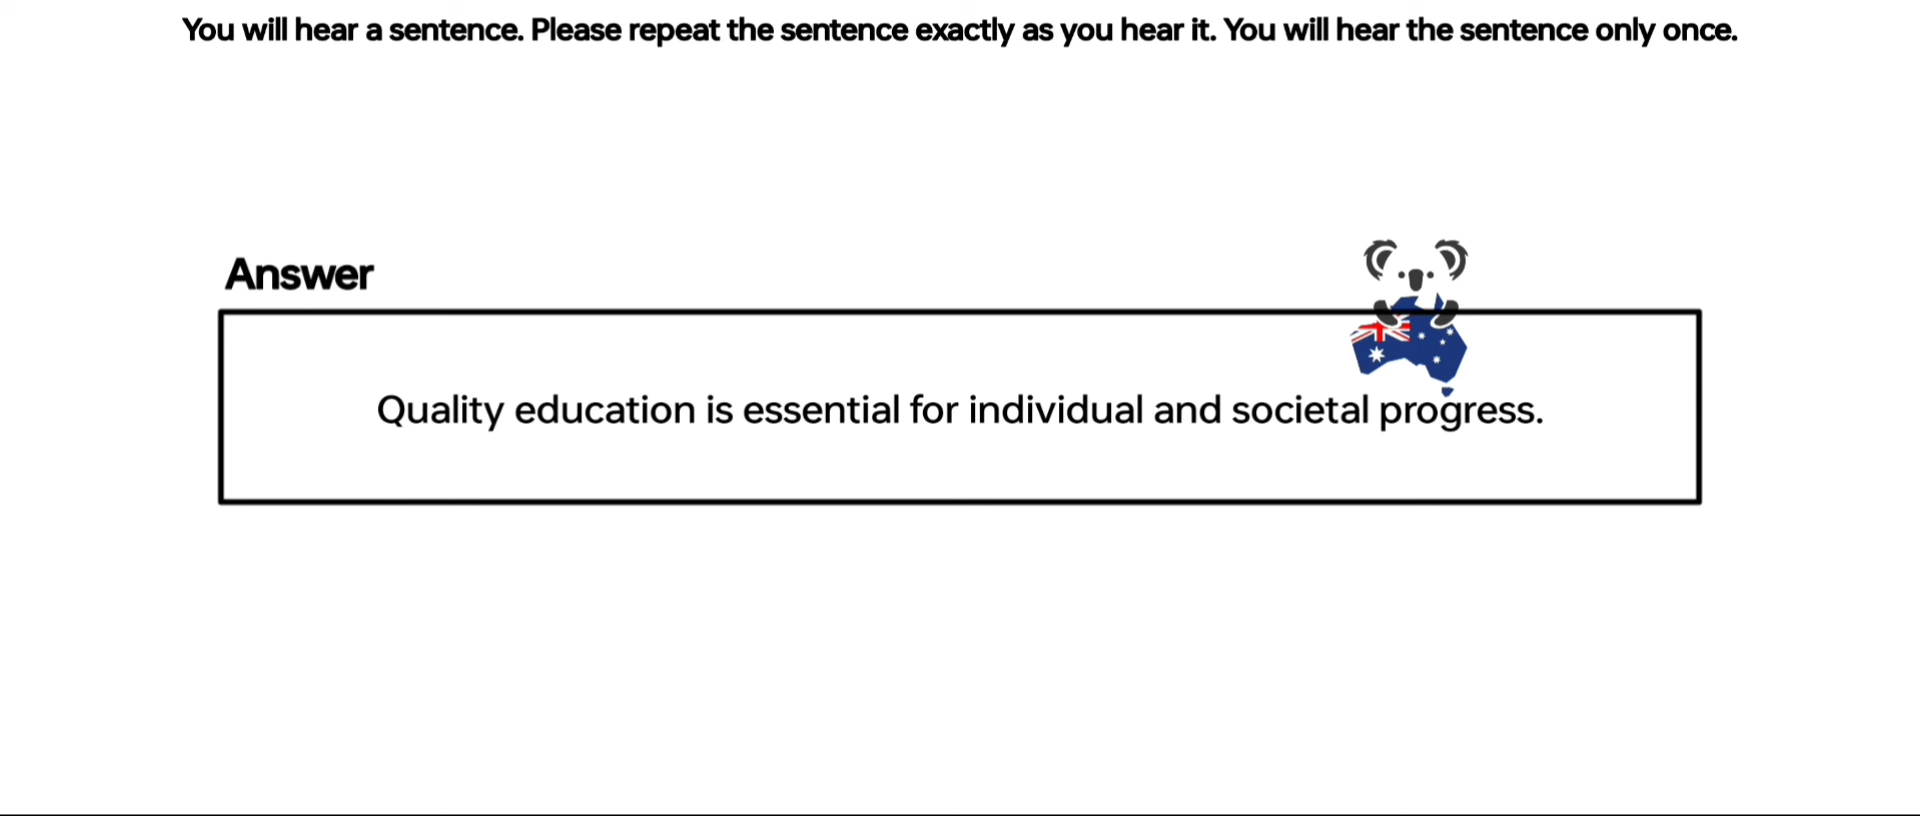 You will hear a sentence. Please repeat the sentence exactly as you hear it. You will hear the sentence only once.
Answer
Quality education is essential for individual and societal progress.